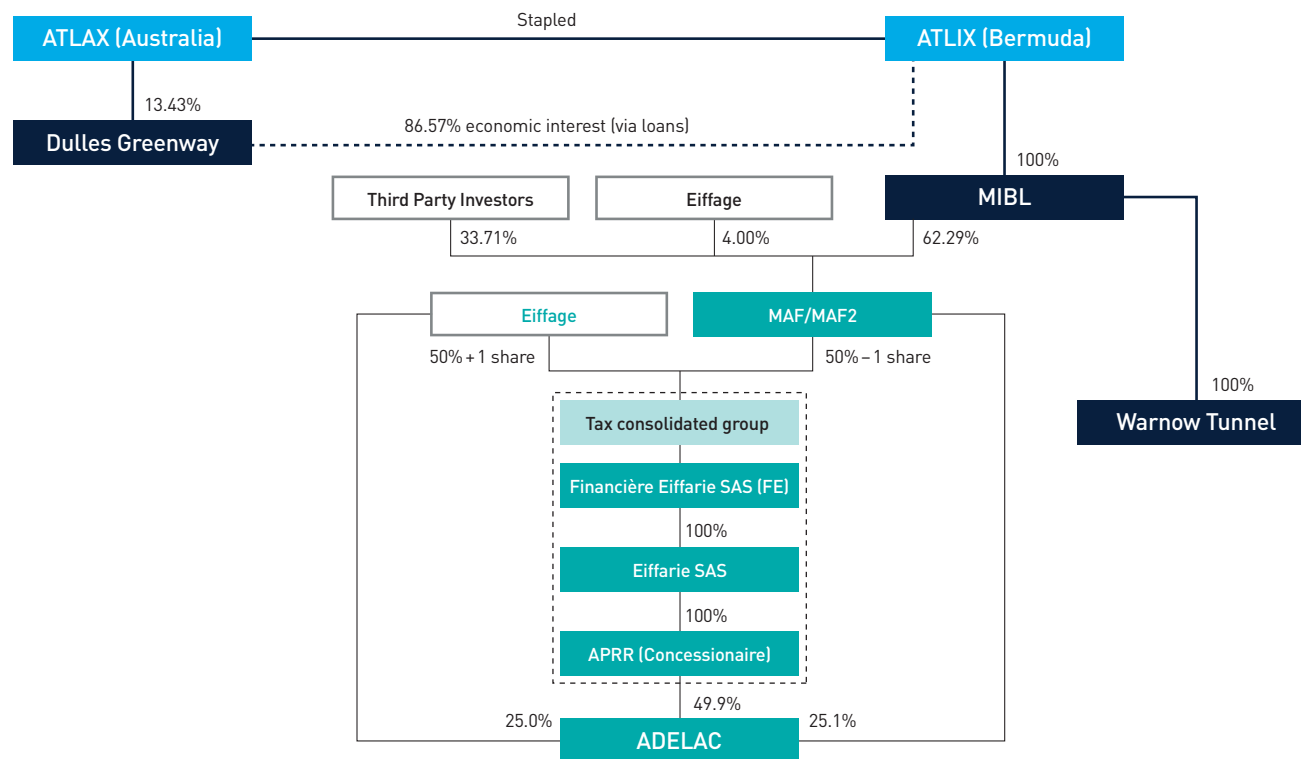 Stapled
ATLAX (Australia)
ATLIX (Bermuda)
13.43%
Dulles Greenway
86.57% economic interest (via loans)
100%
MIBL
Third Party Investors
Eiffage
33.71%
4.00%
62.29%
Eiffage
MAF/MAF2
50% + 1 share
50% – 1 share
100%
Warnow Tunnel
Tax consolidated group
Financière Eiffarie SAS (FE)
100%
Eiffarie SAS
100%
APRR (Concessionaire)
49.9%
25.0%
25.1%
ADELAC